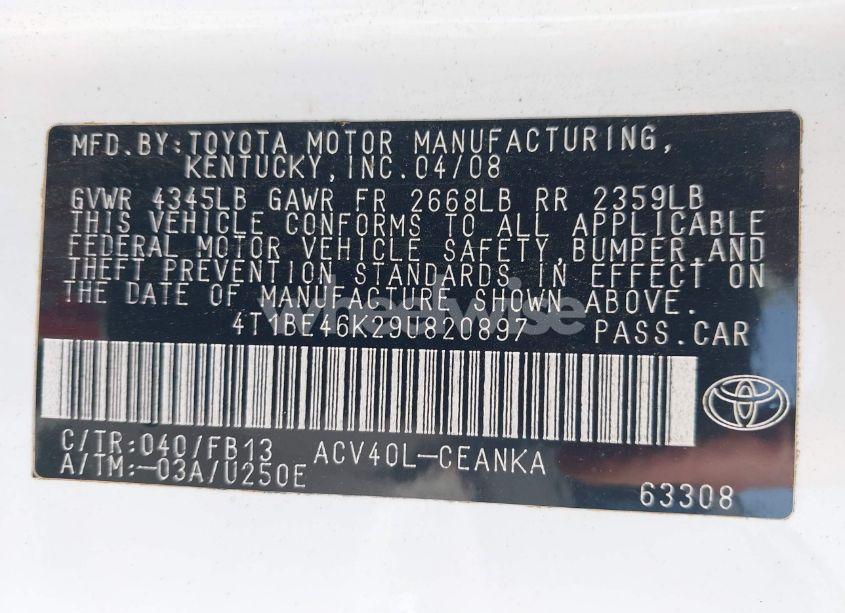 MFD.BY:TOYOTA MOTOR MANUFACTURING,
KENTUCKY,INC.04/08
GVWR 4345LB GAWR FR 2668LB RR 2359LB
THIS VEHICLE CONFORMS TO ALL APPLICABLE
FEDERAL MOTOR VEHICLE SAFETY,BUMPER,AND
THEFT PREVENTION STANDARDS IN EFFECT ON
THE DATE OF MANUFACTURE SHOWN ABOVE.
wheelwise
4T1BE46K29U820897 PASS.CAR
C/TR:040/FB13 ACV40L-CEANKA
A/TM:-03A/U250E
63308